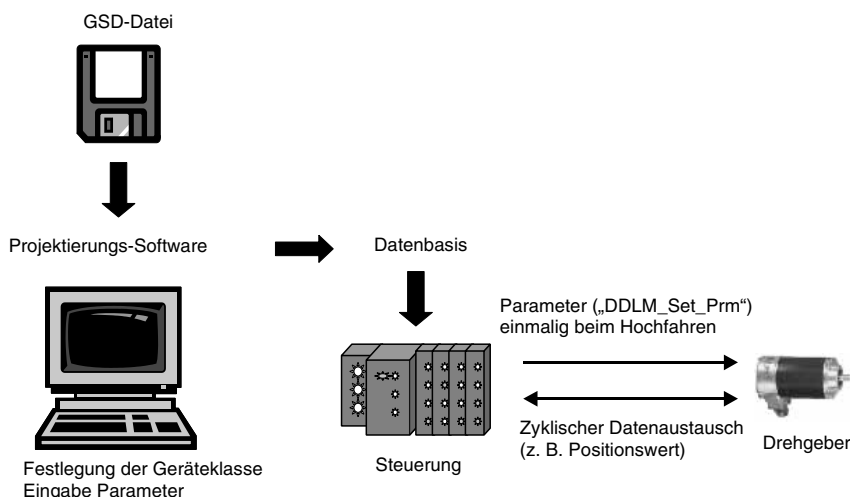 GSD-Datei
Projektierungs-Software
Datenbasis
Parameter („DDLM_Set_Prm“)
einmalig beim Hochfahren
Zyklischer Datenaustausch
(z. B. Positionswert)
Drehgeber
Steuerung
Festlegung der Geräteklasse
Eingabe Parameter